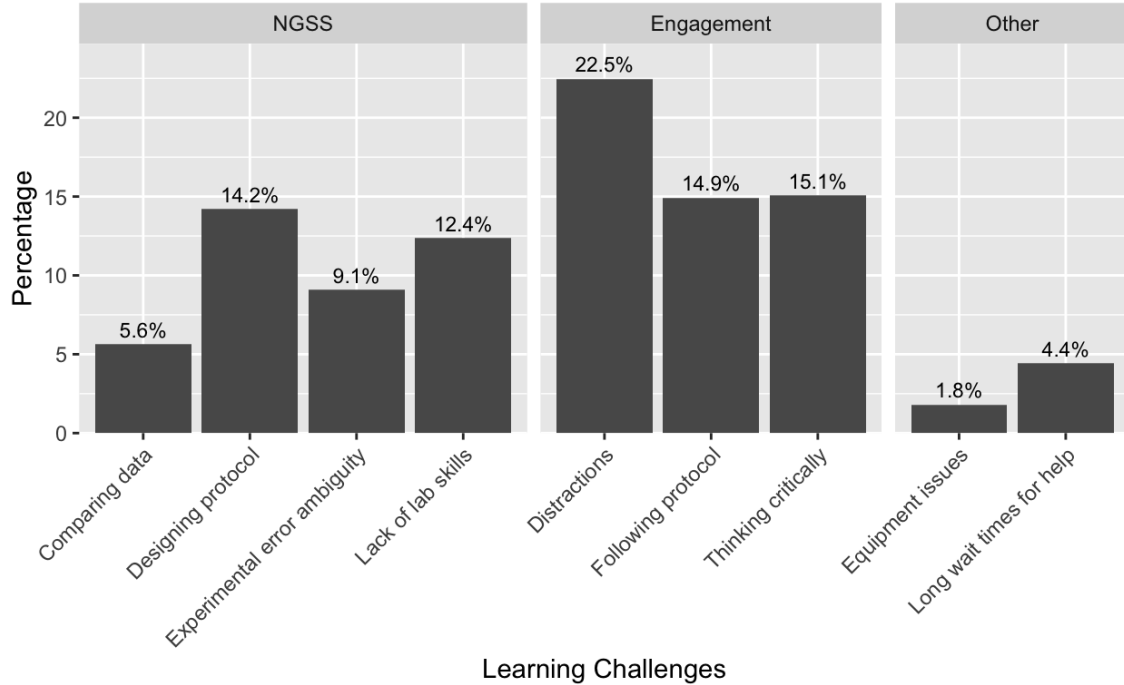 NGSS
Engagement
Other
Percentage
20
15
10
5
0
5.6%
14.2%
9.1%
12.4%
22.5%
14.9%
15.1%
1.8%
4.4%
Comparing data
Designing protocol
Experimental error ambiguity
Lack of lab skills
Distractions
Following protocol
Thinking critically
Equipment issues
Long wait times for help
Learning Challenges